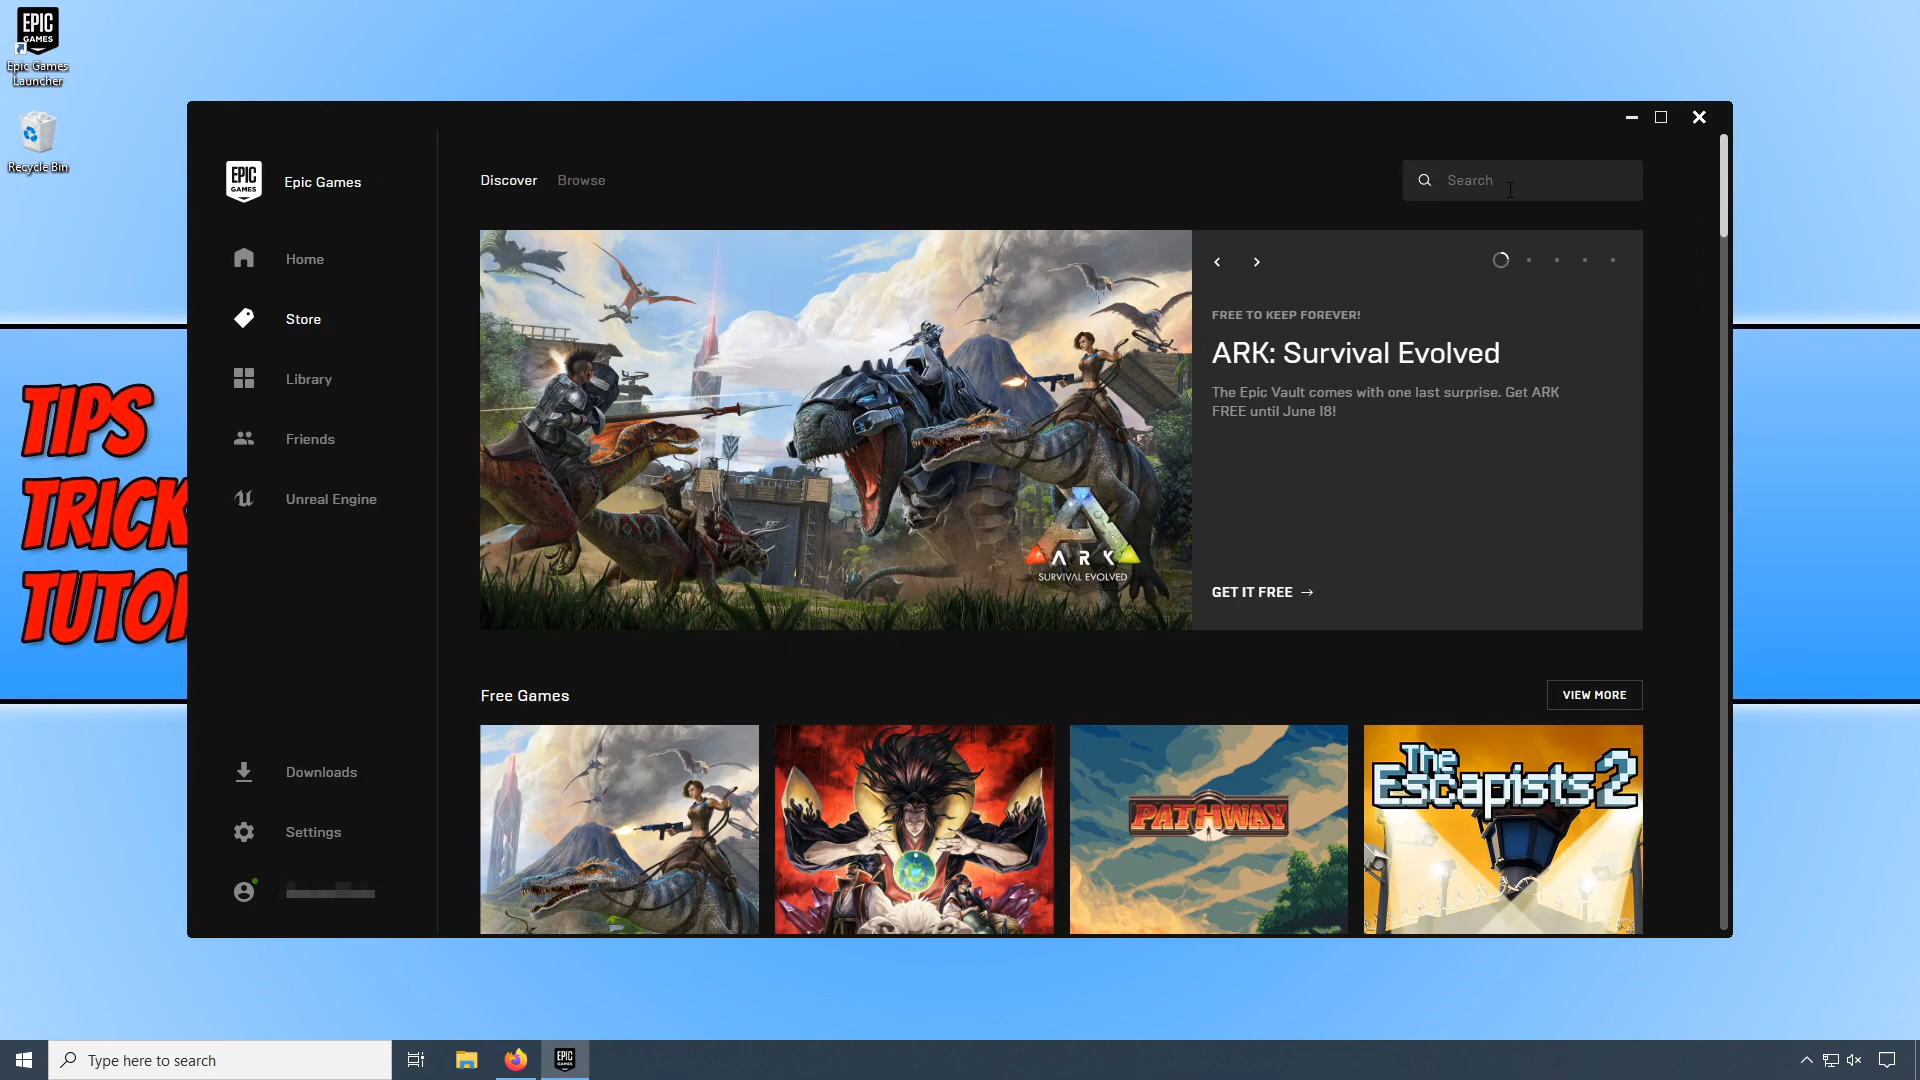 EPIC
GAMES
Epic Games
Launcher
Recycle Bin
TIPS
TRICK
TUTO
EPIC
GAMES
Epic Games
Home
Store
Library
Friends
Unreal Engine
Downloads
Settings
Discover
Browse
Search
ARK
SURVIVAL EVOLVED
FREE TO KEEP FOREVER!
ARK: Survival Evolved
The Epic Vault comes with one last surprise. Get ARK
FREE until June 18!
GET IT FREE →
Free Games
VIEW MORE
PATHWAY
The
Escapists 2
Type here to search
EPIC
GAMES